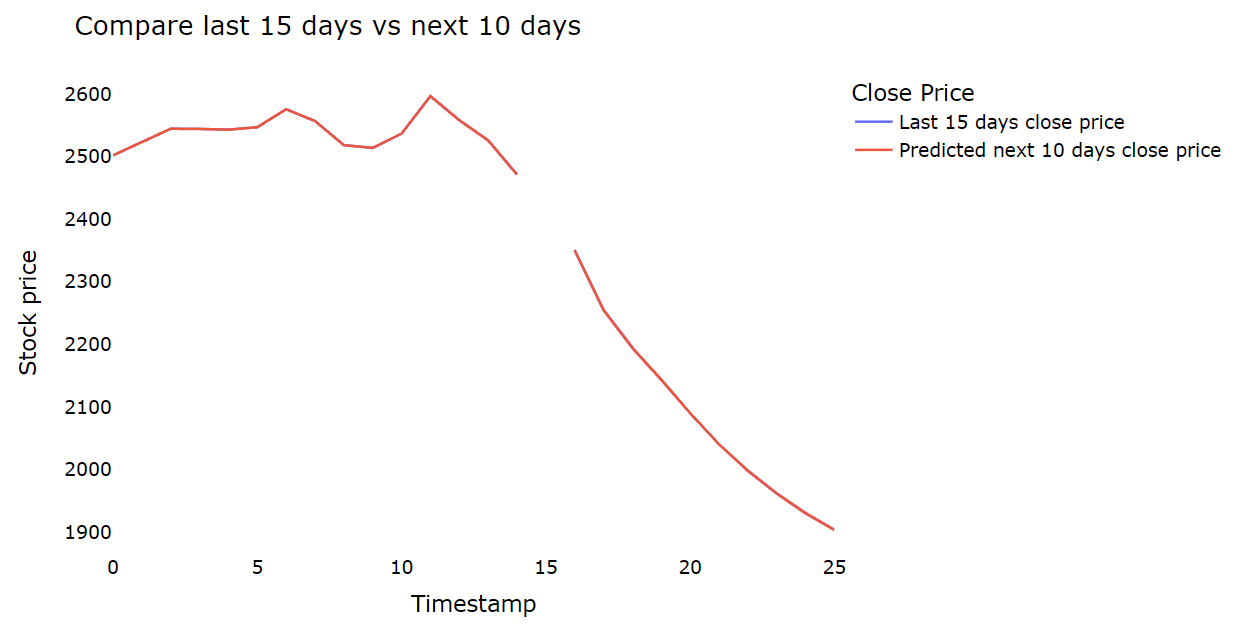 Compare last 15 days vs next 10 days
Close Price
Last 15 days close price
Predicted next 10 days close price
Stock price
2600
2500
2400
2300
2200
2100
2000
1900
0 5 10 15 20 25
Timestamp